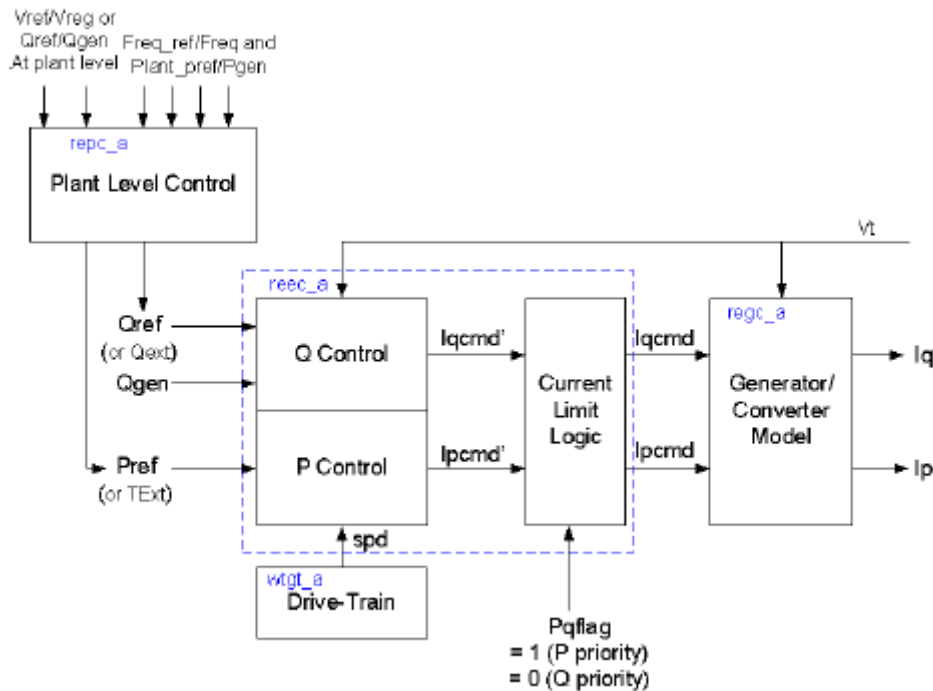 Vref/Vreg or
Qref/Qgen
At plant level
Freq_ref/Freq and
Plant_pref/Pgen
repc_a
Plant Level Control
Vt
reec_a
regc_a
Qref
(or Qext)
Qgen
Q Control
Iqcmd'
Current
Limit
Logic
Iqcmd
Generator/
Converter
Model
Iq
Pref
(or TExt)
P Control
Ipcmd'
Ipcmd
Ip
spd
wtgt_a
Drive-Train
Pqflag
= 1 (P priority)
= 0 (Q priority)